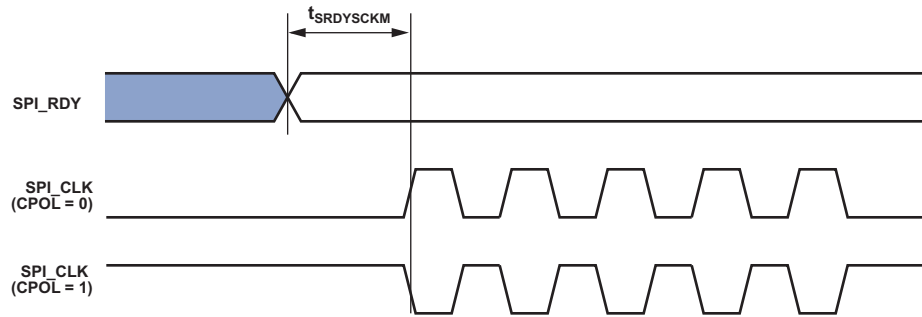 tSRDYSCKM
SPI_RDY
SPI_CLK
(CPOL = 0)
SPI_CLK
(CPOL = 1)